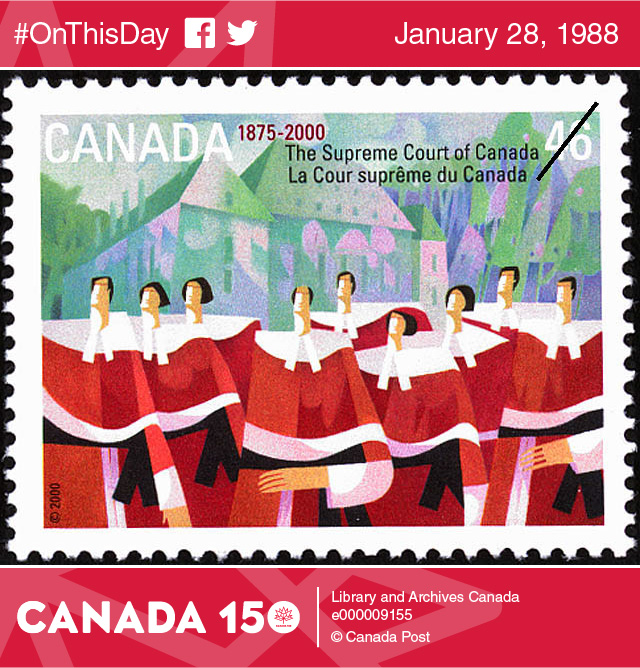 #OnThisDay
January 28, 1988
CANADA
1875-2000
46
The Supreme Court of Canada
La Cour suprême du Canada
© 2000
CANADA 150
Library and Archives Canada
e000009155
© Canada Post